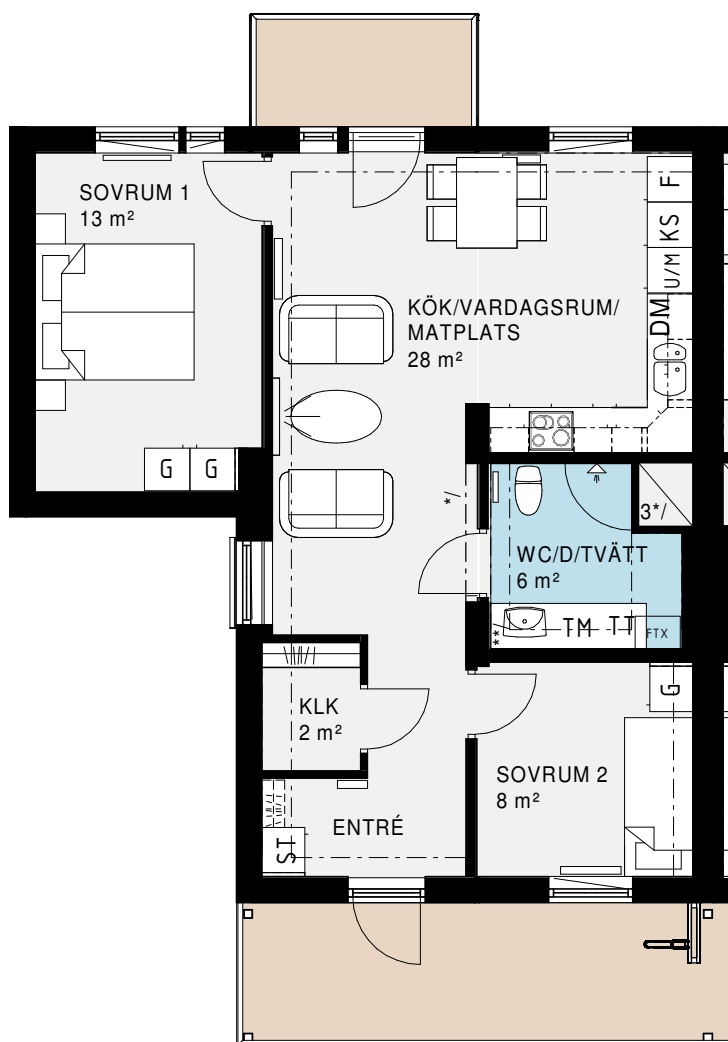 SOVRUM 1
13 m²
F
KS
U/M
DM
KÖK/VARDAGSRUM/
MATPLATS
28 m²
G
G
*/
3*/
WC/D/TVÄTT
6 m²
**
TM
TT
FTX
KLK
2 m²
G
SOVRUM 2
8 m²
ENTRÉ
ST